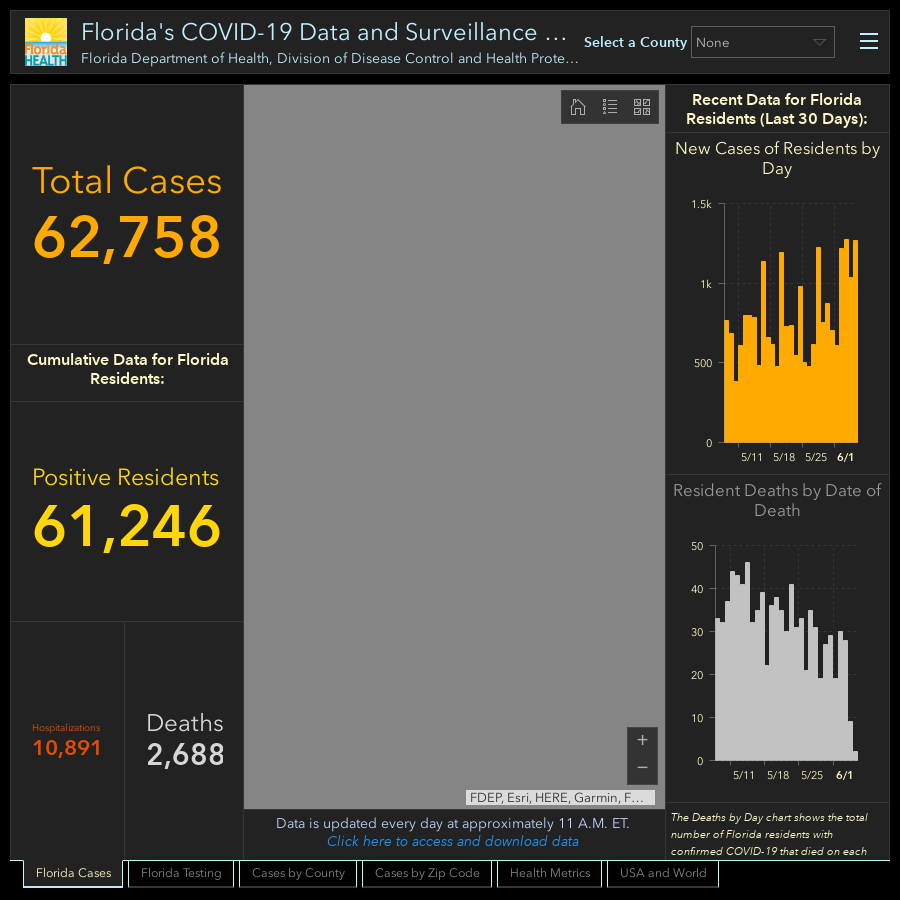 Florida
HEALTH
Florida's COVID-19 Data and Surveillance ...
Florida Department of Health, Division of Disease Control and Health Prote...
Select a County
None
Total Cases
62,758
Cumulative Data for Florida
Residents:
Positive Residents
61,246
Hospitalizations
10,891
Deaths
2,688
FDEP, Esri, HERE, Garmin, F...
Data is updated every day at approximately 11 A.M. ET.
Click here to access and download data
Recent Data for Florida
Residents (Last 30 Days):
New Cases of Residents by
Day
1.5k
1k
500
0
5/11 5/18 5/25 6/1
Resident Deaths by Date of
Death
50
40
30
20
10
0
5/11 5/18 5/25 6/1
The Deaths by Day chart shows the total
number of Florida residents with
confirmed COVID-19 that died on each
Florida Cases
Florida Testing
Cases by County
Cases by Zip Code
Health Metrics
USA and World